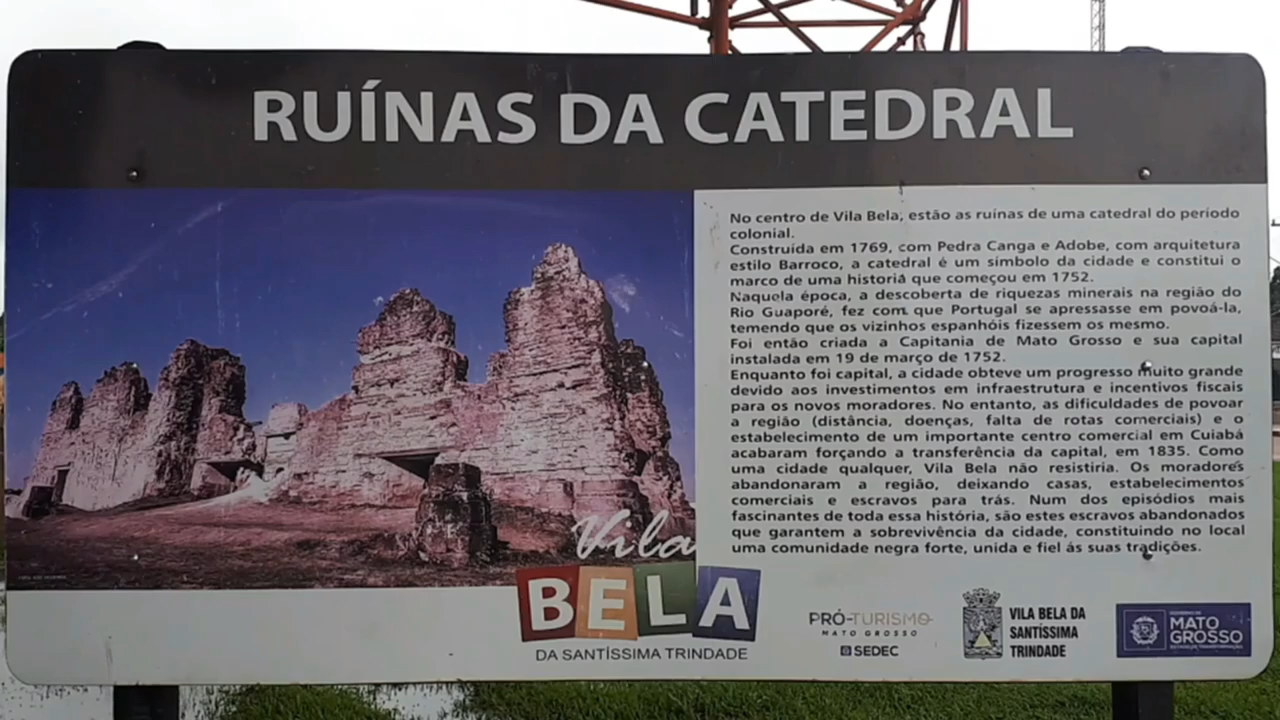 RUÍNAS DA CATEDRAL
No centro de Vila Bela, estão as ruínas de uma catedral do período
colonial.
Construída em 1769, com Pedra Canga e Adobe, com arquitetura
estilo Barroco, a catedral é um símbolo da cidade e constitui o
marco de uma historiá que começou em 1752.
Naquela época, a descoberta de riquezas minerais na região do
Rio Guaporé, fez com que Portugal se apressasse em povoá-la,
temendo que os vizinhos espanhóis fizessem os mesmo.
Foi então criada a Capitania de Mato Grosso e sua capital
instalada em 19 de março de 1752.
Enquanto foi capital, a cidade obteve um progresso muito grande
devido aos investimentos em infraestrutura e incentivos fiscais
para os novos moradores. No entanto, as dificuldades de povoar
a região (distância, doenças, falta de rotas comerciais) e o
estabelecimento de um importante centro comercial em Cuiabá
acabaram forçando a transferência da capital, em 1835. Como
uma cidade qualquer, Vila Bela não resistiria. Os moradores
abandonaram a região, deixando casas, estabelecimentos
comerciais e escravos para trás. Num dos episódios mais
fascinantes de toda essa história, são estes escravos abandonados
que garantem a sobrevivência da cidade, constituindo no local
uma comunidade negra forte, unida e fiel ás suas tradições.
Vila
BELA
DA SANTÍSSIMA TRINDADE
PRÓ-TURISMO
MATO GROSSO
SEDEC
VILA BELA DA
SANTÍSSIMA
TRINDADE
GOVERNO DE
MATO
GROSSO
ESTADO DE TRANSFORMAÇÃO